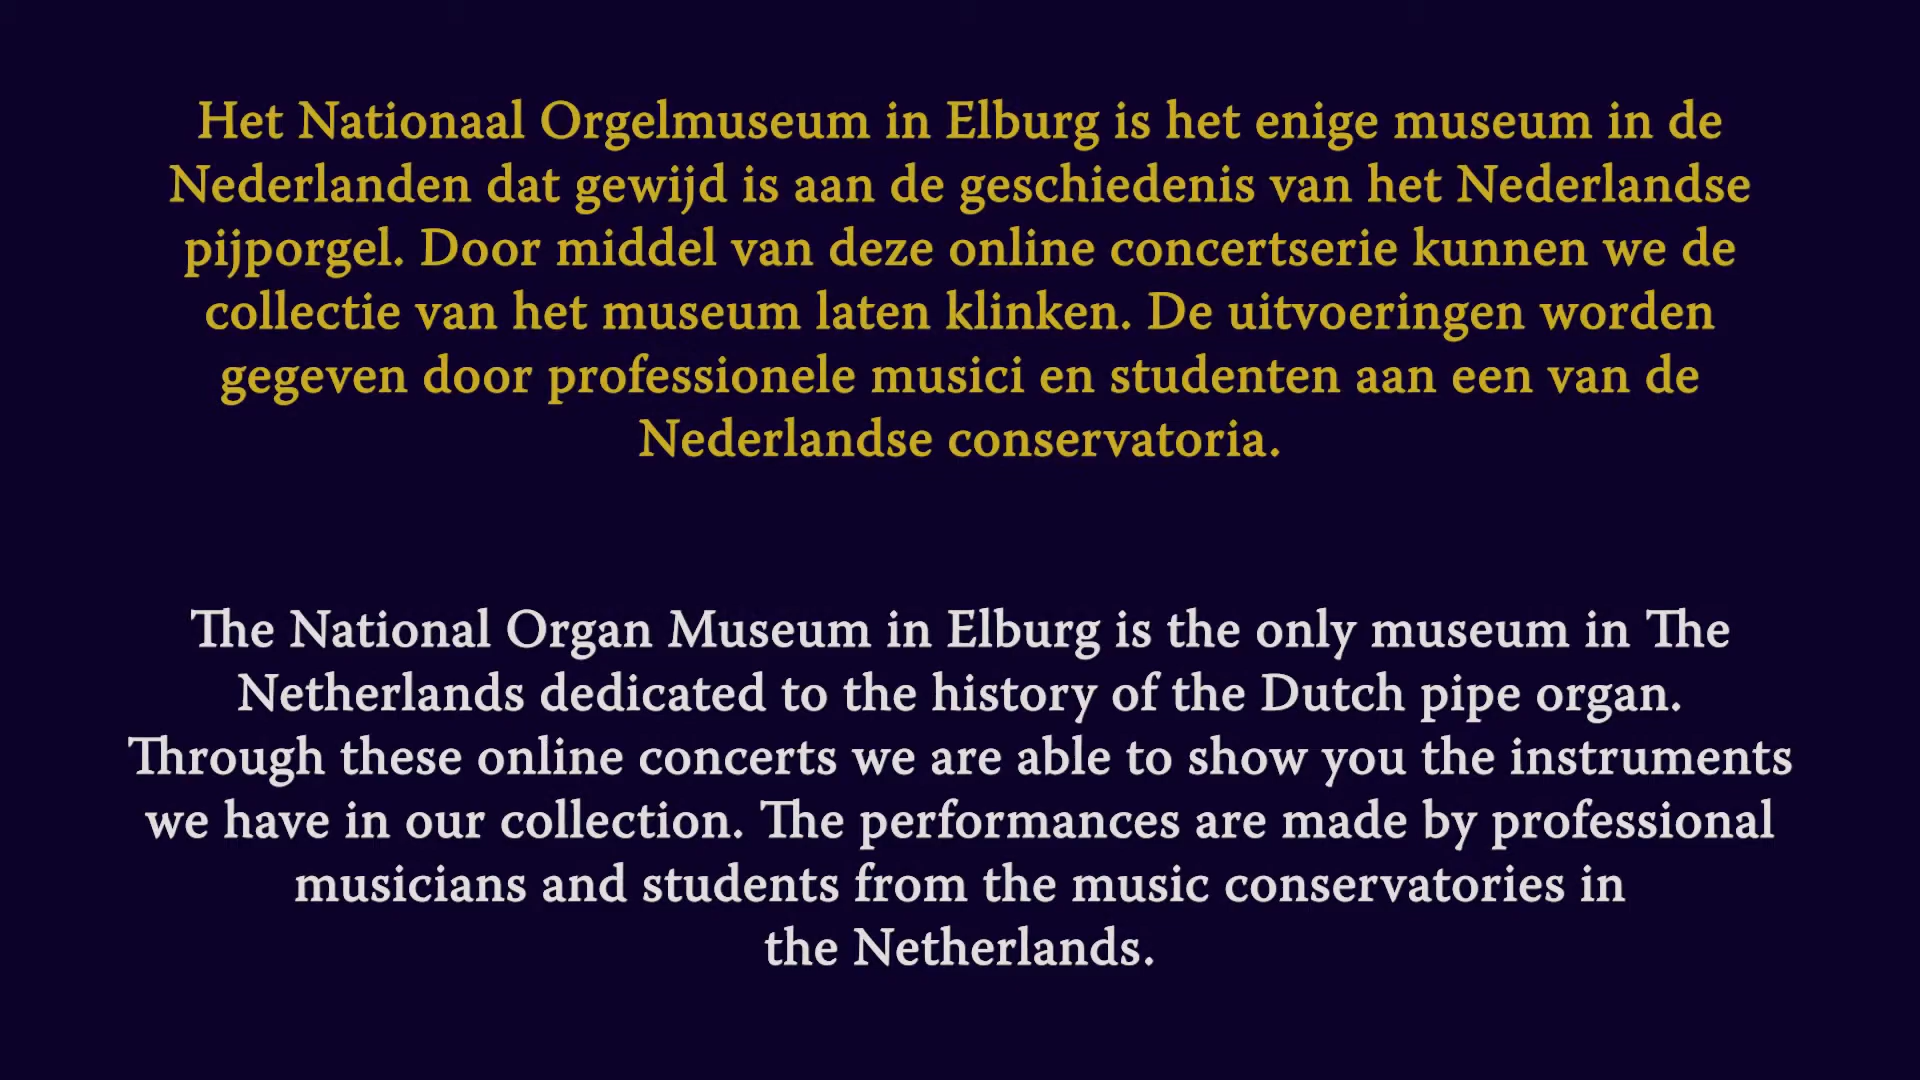 Het Nationaal Orgelmuseum in Elburg is het enige museum in de
Nederlanden dat gewijd is aan de geschiedenis van het Nederlandse
pijporgel. Door middel van deze online concertserie kunnen we de
collectie van het museum laten klinken. De uitvoeringen worden
gegeven door professionele musici en studenten aan een van de
Nederlandse conservatoria.
The National Organ Museum in Elburg is the only museum in The
Netherlands dedicated to the history of the Dutch pipe organ.
Through these online concerts we are able to show you the instruments
we have in our collection. The performances are made by professional
musicians and students from the music conservatories in
the Netherlands.